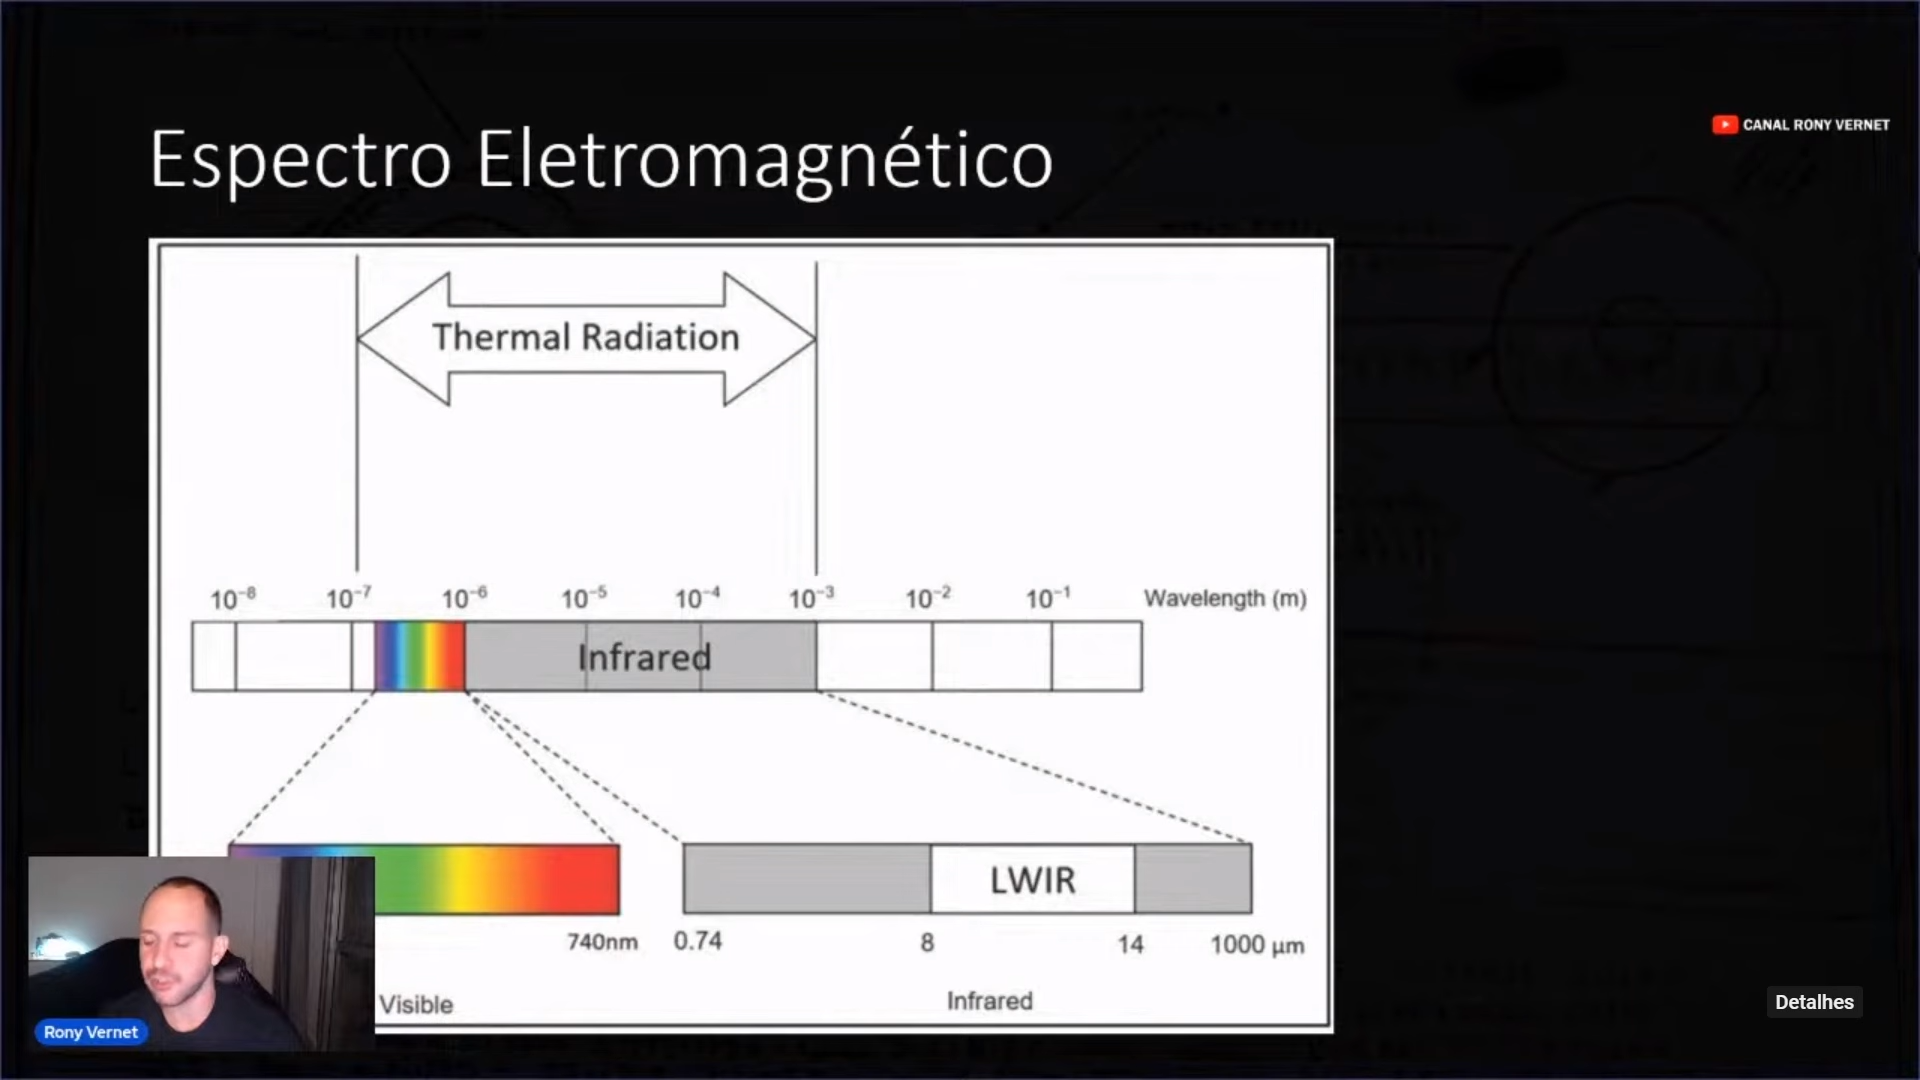 CANAL RONY VERNET
Espectro Eletromagnético
Thermal Radiation
10⁻⁸ 10⁻⁷ 10⁻⁶ 10⁻⁵ 10⁻⁴ 10⁻³ 10⁻² 10⁻¹ Wavelength (m)
Infrared
LWIR
740nm 0.74 8 14 1000 µm
Visible Infrared
Rony Vernet
Detalhes